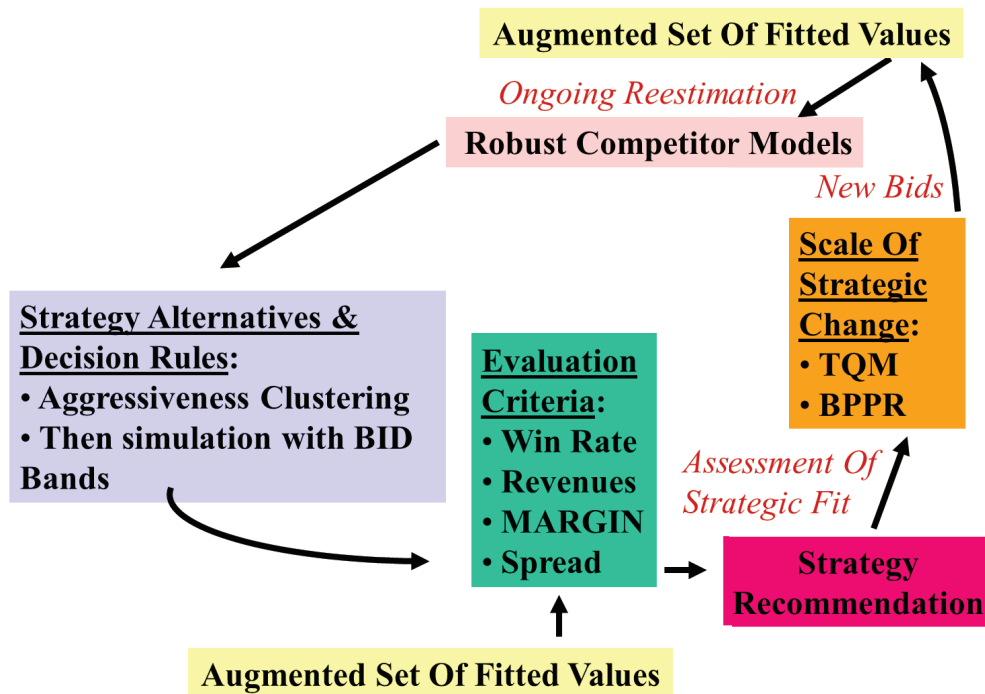 Augmented Set Of Fitted Values
Ongoing Reestimation
Robust Competitor Models
New Bids
Scale Of
Strategic
Change:
• TQM
• BPPR
Strategy Alternatives &
Decision Rules:
• Aggressiveness Clustering
• Then simulation with BID
Bands
Evaluation
Criteria:
• Win Rate
• Revenues
• MARGIN
• Spread
Assessment Of
Strategic Fit
Strategy
Recommendation
Augmented Set Of Fitted Values